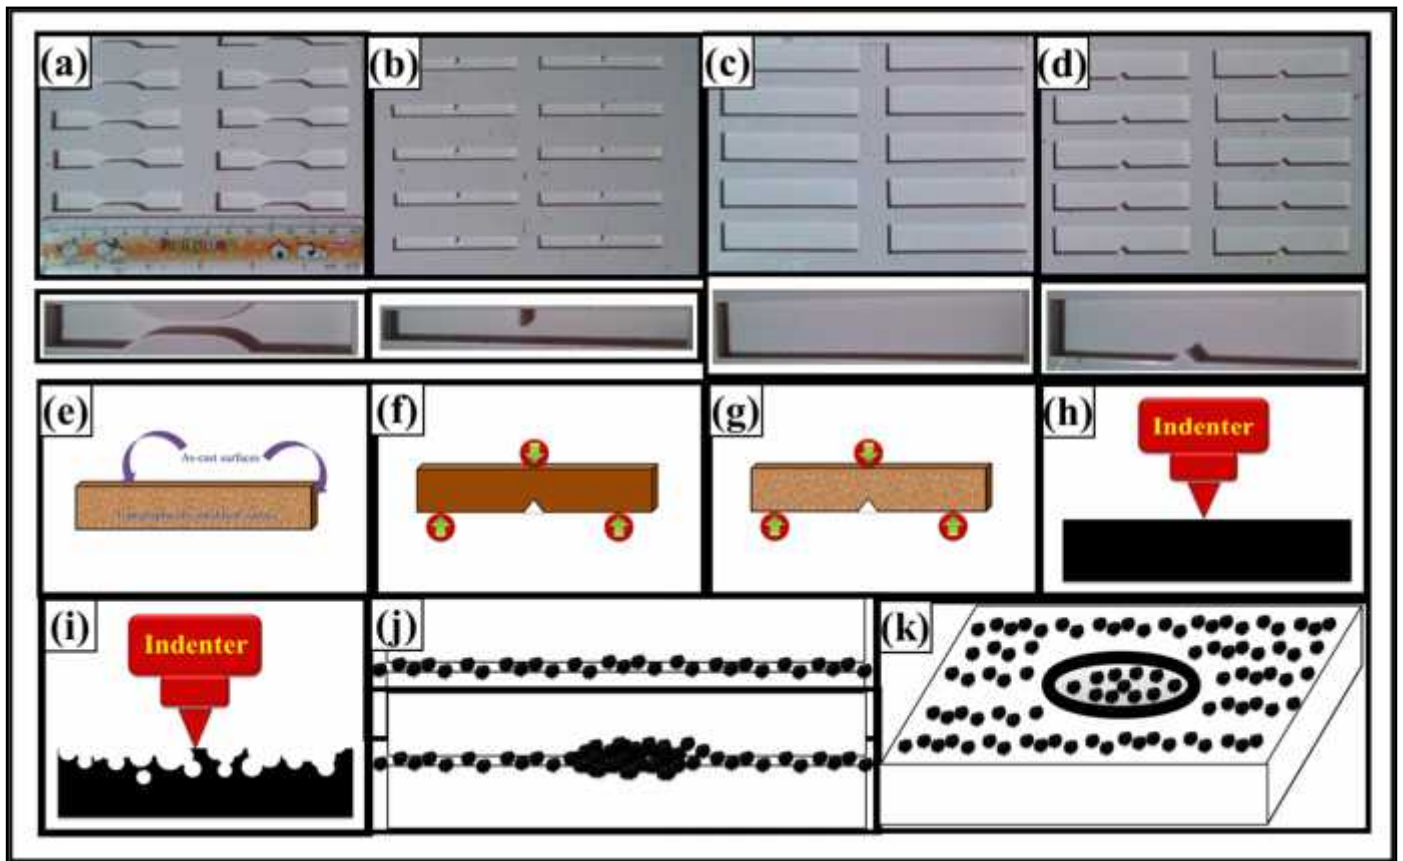 (a)
(b)
(c)
(d)
(e)
As-cast surfaces
(f)
(g)
(h)
Indenter
(i)
Indenter
(j)
(k)